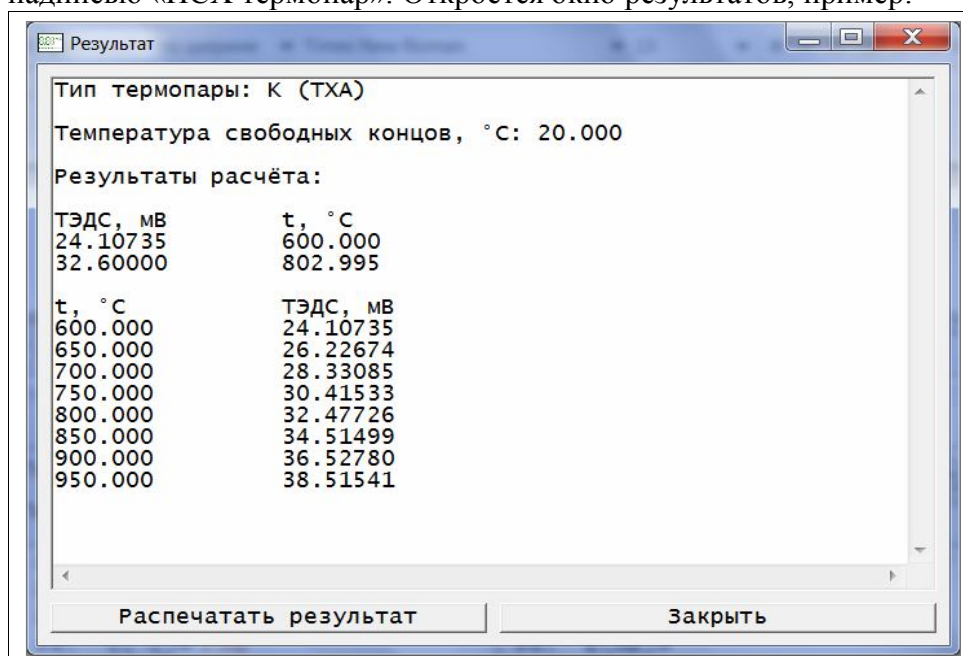 надписью «НСХ термопар». Откроется окно результатов, пример:
Результат
Тип термопары: K (ТХА)
Температура свободных концов, °C: 20.000
Результаты расчёта:
ТЭДС, мВ t, °C
24.10735 600.000
32.60000 802.995
t, °C ТЭДС, мВ
600.000 24.10735
650.000 26.22674
700.000 28.33085
750.000 30.41533
800.000 32.47726
850.000 34.51499
900.000 36.52780
950.000 38.51541
Распечатать результат Закрыть